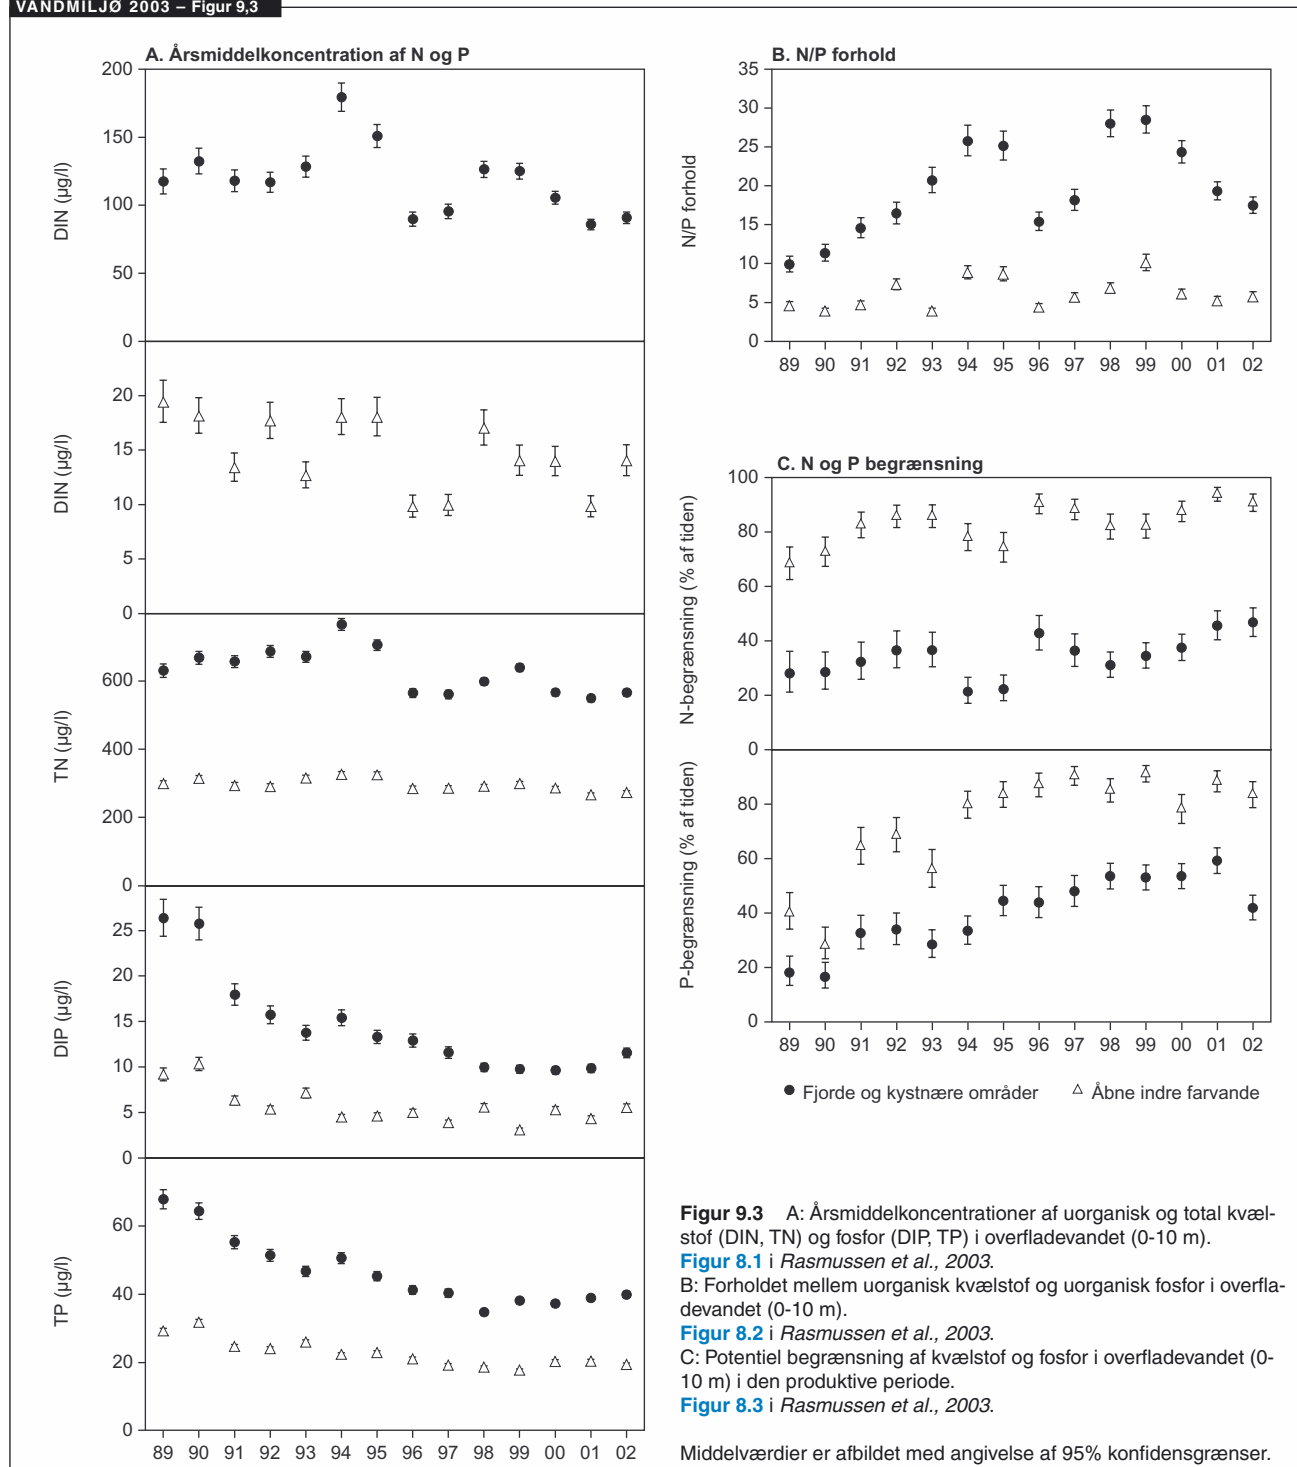 VANDMILJØ 2003 – Figur 9,3
A. Årsmiddelkoncentration af N og P
200
150
100
50
0
DIN (µg/l)
20
15
10
5
0
DIN (µg/l)
600
400
200
0
TN (µg/l)
25
20
15
10
5
0
DIP (µg/l)
60
40
20
0
TP (µg/l)
89 90 91 92 93 94 95 96 97 98 99 00 01 02
B. N/P forhold
35
30
25
20
15
10
5
0
N/P forhold
89 90 91 92 93 94 95 96 97 98 99 00 01 02
C. N og P begrænsning
100
80
60
40
20
0
N-begrænsning (% af tiden)
80
60
40
20
0
P-begrænsning (% af tiden)
89 90 91 92 93 94 95 96 97 98 99 00 01 02
Fjorde og kystnære områder
Åbne indre farvande
Figur 9.3 A: Årsmiddelkoncentrationer af uorganisk og total kvæl-
stof (DIN, TN) og fosfor (DIP, TP) i overfladevandet (0-10 m).
Figur 8.1 i Rasmussen et al., 2003.
B: Forholdet mellem uorganisk kvælstof og uorganisk fosfor i overfla-
devandet (0-10 m).
Figur 8.2 i Rasmussen et al., 2003.
C: Potentiel begrænsning af kvælstof og fosfor i overfladevandet (0-
10 m) i den produktive periode.
Figur 8.3 i Rasmussen et al., 2003.
Middelværdier er afbildet med angivelse af 95% konfidensgrænser.